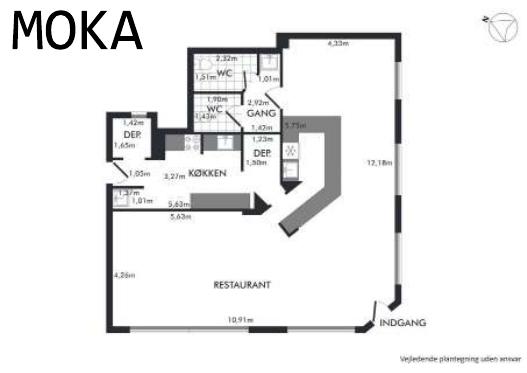 MOKA
N
4,33m
2,32m
WC
1,51m
1,01m
1,90m
2,92m
WC
1,43m
GANG
1,42m
5,75m
1,42m
DEP.
1,65m
1,23m
DEP.
1,50m
12,18m
1,05m
3,27m
KØKKEN
1,37m
1,01m
5,63m
5,63m
4,26m
RESTAURANT
10,91m
INDGANG
Vejledende plantegning uden ansvar